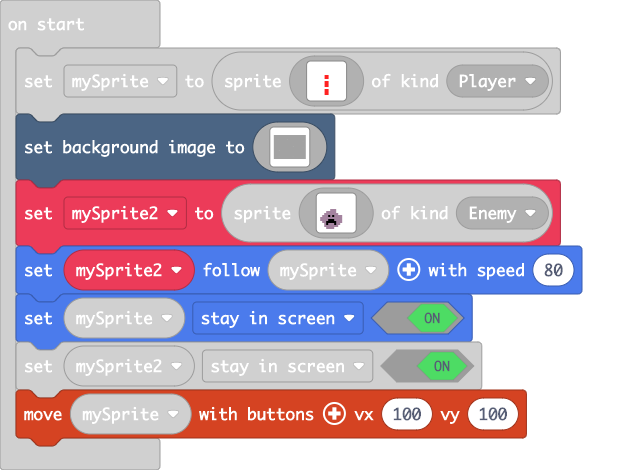 on start
set mySprite to sprite of kind Player
set background image to
set mySprite2 to sprite of kind Enemy
set mySprite2 follow mySprite with speed 80
set mySprite stay in screen ON
set mySprite2 stay in screen ON
move mySprite with buttons vx 100 vy 100